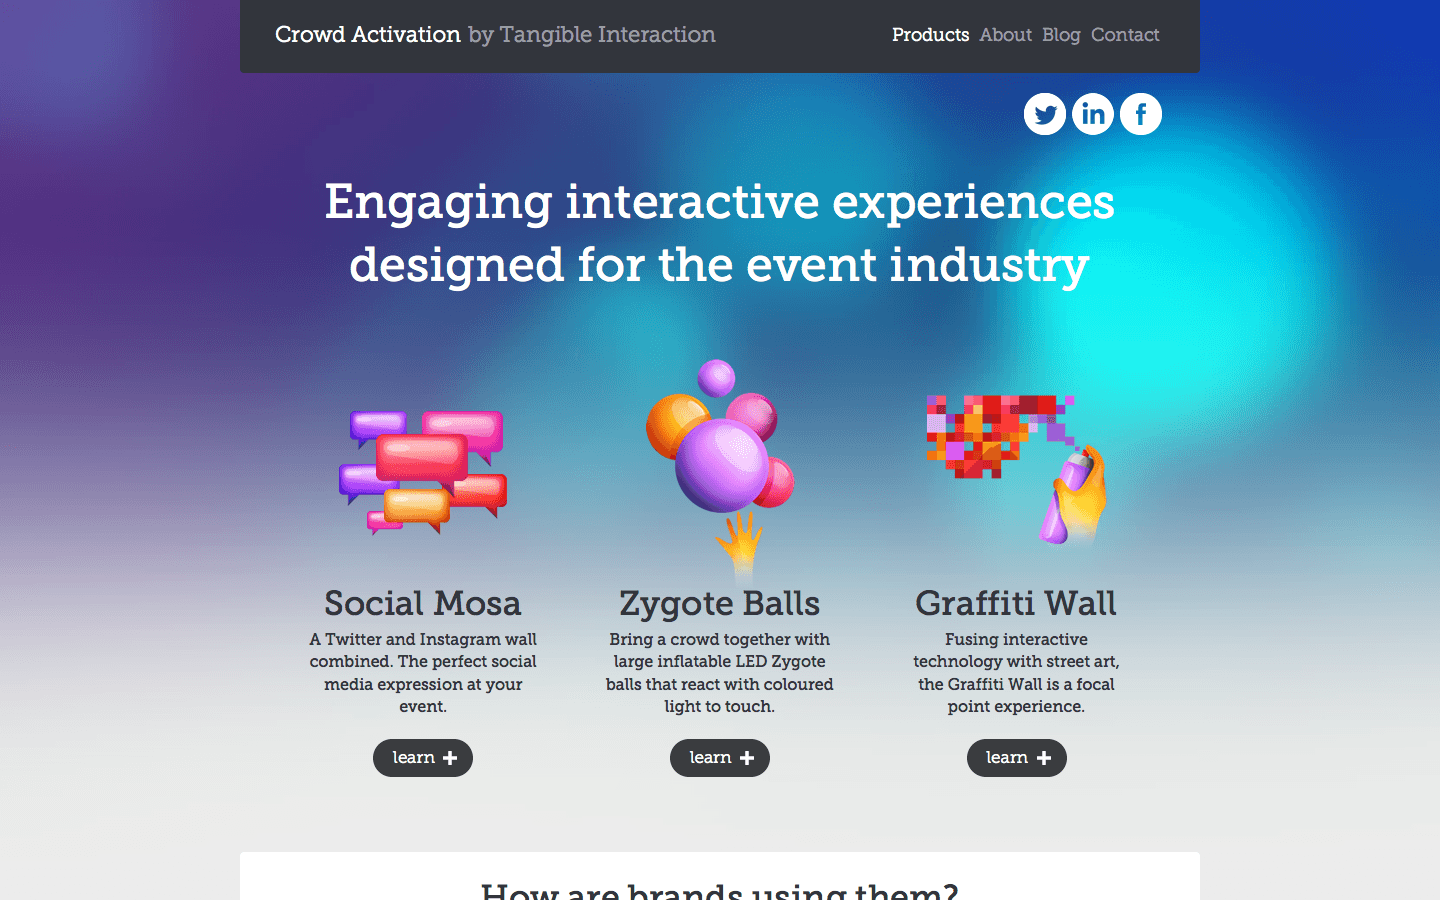 Crowd Activation by Tangible Interaction
Products About Blog Contact
in f
Engaging interactive experiences
designed for the event industry
Social Mosa
A Twitter and Instagram wall
combined. The perfect social
media expression at your
event.
learn +
Zygote Balls
Bring a crowd together with
large inflatable LED Zygote
balls that react with coloured
light to touch.
learn +
Graffiti Wall
Fusing interactive
technology with street art,
the Graffiti Wall is a focal
point experience.
learn +
How are brands using them?